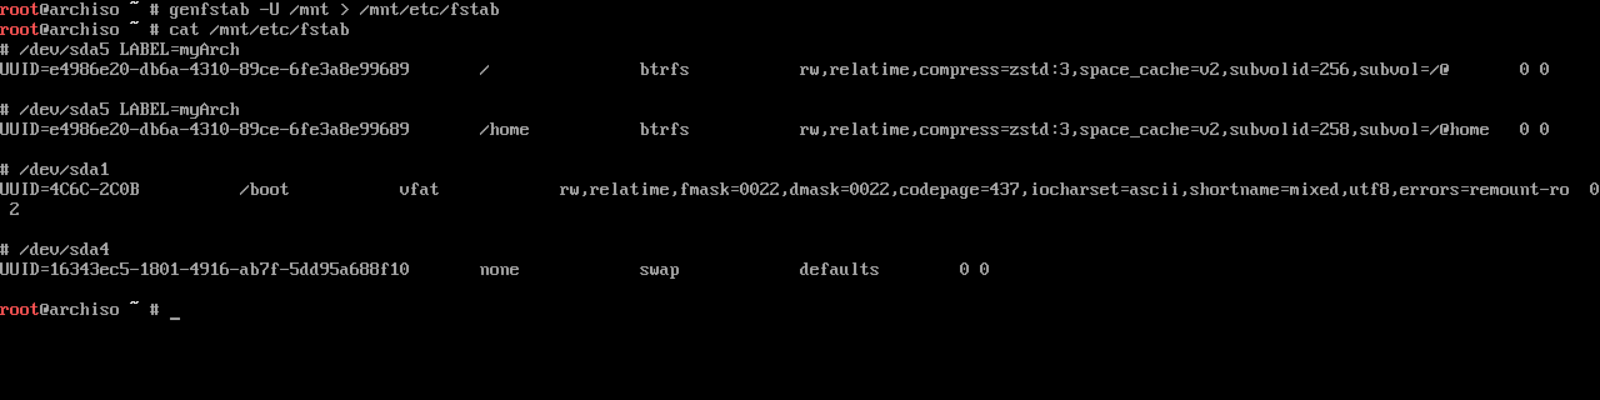 root@archiso ~ # genfstab -U /mnt > /mnt/etc/fstab
root@archiso ~ # cat /mnt/etc/fstab
# /dev/sda5 LABEL=myArch
UUID=e4986e20-db6a-4310-89ce-6fe3a8e99689 / btrfs rw,relatime,compress=zstd:3,space_cache=v2,subvolid=256,subvol=/@ 0 0
# /dev/sda5 LABEL=myArch
UUID=e4986e20-db6a-4310-89ce-6fe3a8e99689 /home btrfs rw,relatime,compress=zstd:3,space_cache=v2,subvolid=258,subvol=/@home 0 0
# /dev/sda1
UUID=4C6C-2C0B /boot vfat rw,relatime,fmask=0022,dmask=0022,codepage=437,iocharset=ascii,shortname=mixed,utf8,errors=remount-ro 0
2
# /dev/sda4
UUID=16343ec5-1801-4916-ab7f-5dd95a688f10 none swap defaults 0 0
root@archiso ~ # _